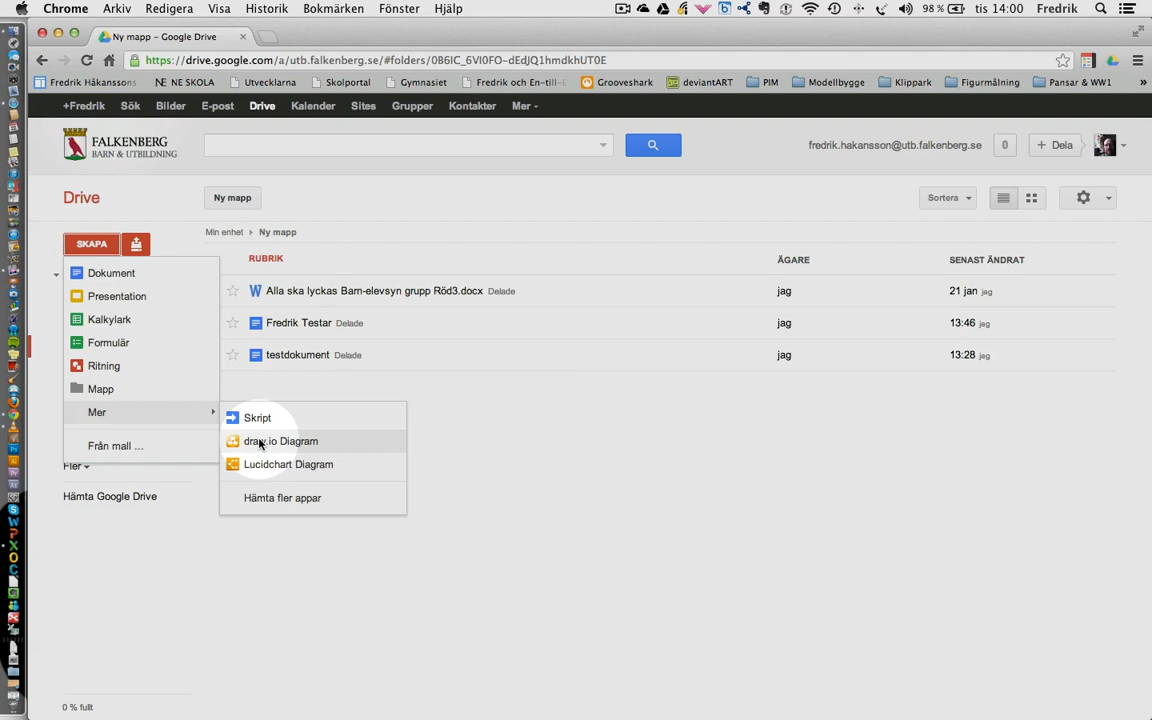 Chrome Arkiv Redigera Visa Historik Bokmärken Fönster Hjälp 98 % tis 14:00 Fredrik
Ny mapp – Google Drive
https://drive.google.com/a/utb.falkenberg.se/#folders/0B6IC_6VI0FO-dEdJQ1hmdkhUT0E
Fredrik Håkanssons NE NE SKOLA Utvecklarna Skolportal Gymnasiet Fredrik och En-till-E Grooveshark deviantART PIM Modellbygge Klippark Figurmålning Pansar & WW1 »
+Fredrik Sök Bilder E-post Drive Kalender Sites Grupper Kontakter Mer
FALKENBERG
BARN & UTBILDNING
fredrik.hakansson@utb.falkenberg.se 0 + Dela
Drive Ny mapp Sortera
Min enhet Ny mapp
SKAPA
RUBRIK ÄGARE SENAST ÄNDRAT
Dokument
Alla ska lyckas Barn-elevsyn grupp Röd3.docx Delade jag 21 jan jag
Presentation
Kalkylark
Fredrik Testar Delade jag 13:46 jag
Formulär
testdokument Delade jag 13:28 jag
Ritning
Mapp
Mer
Skript
draw.io Diagram
Från mall ...
Lucidchart Diagram
Fler
Hämta Google Drive
Hämta fler appar
0 % fullt